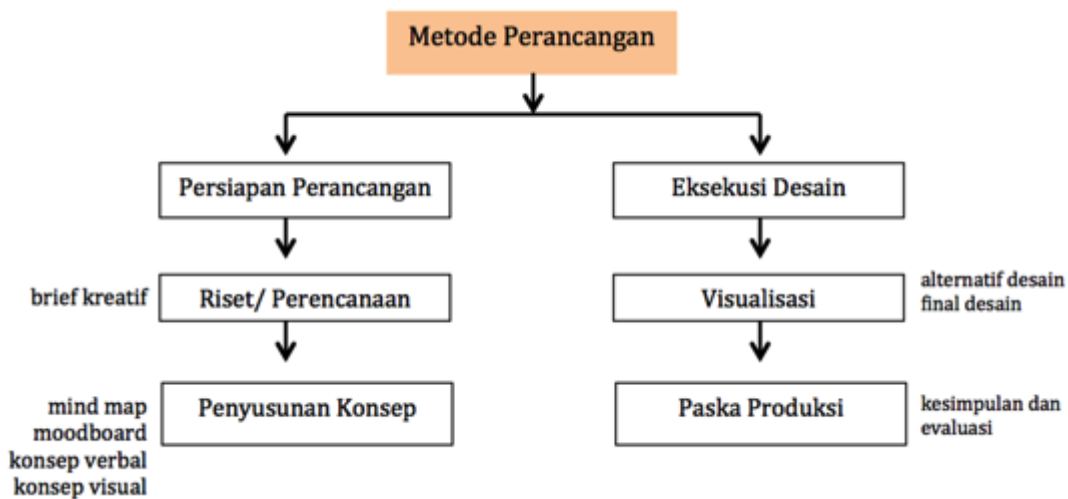 Metode Perancangan
Persiapan Perancangan
Eksekusi Desain
brief kreatif
Riset/ Perencanaan
Visualisasi
alternatif desain
final desain
mind map
moodboard
konsep verbal
konsep visual
Penyusunan Konsep
Paska Produksi
kesimpulan dan
evaluasi